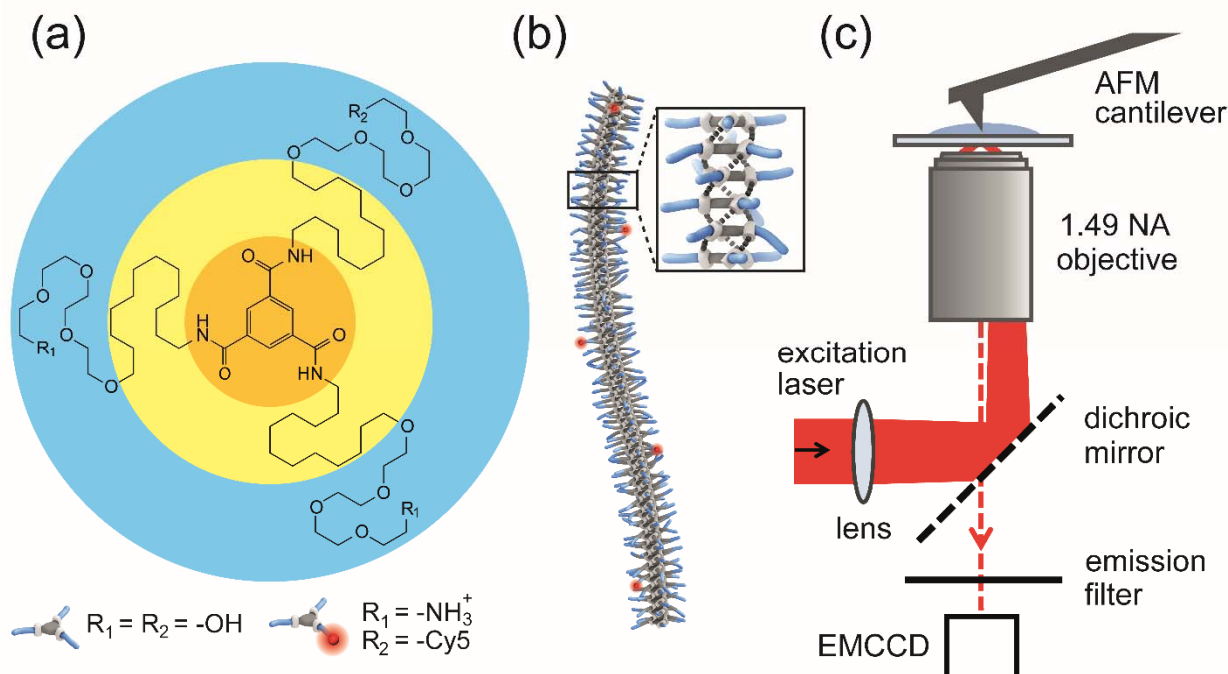 (a)
(b)
(c)
R₂
O
O
O
O
NH
O
O
O
O
R₁
O
H
N
O
O
NH
O
O
O
R₁
O
R₁ = R₂ = -OH
R₁ = -NH₃⁺
R₂ = -Cy5
AFM
cantilever
1.49 NA
objective
excitation
laser
dichroic
mirror
lens
emission
filter
EMCCD